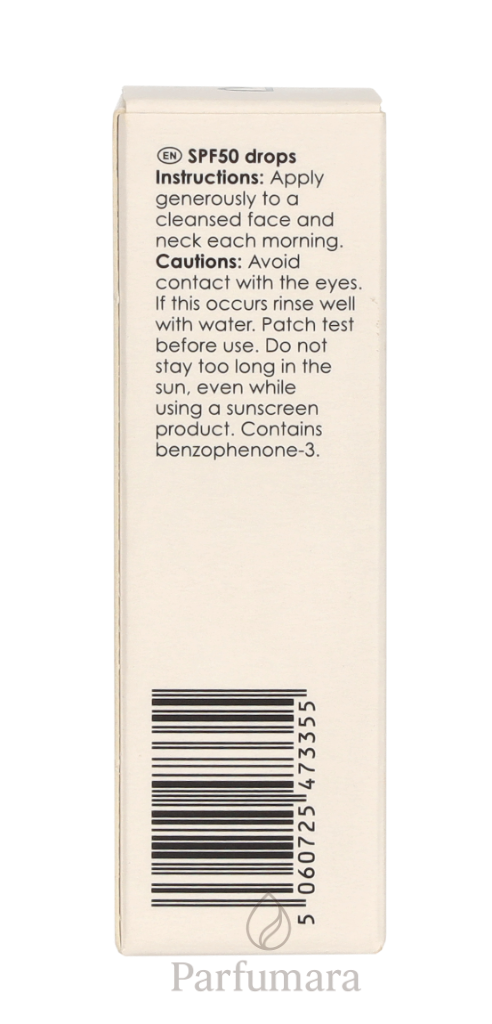 EN SPF50 drops
Instructions: Apply
generously to a
cleansed face and
neck each morning.
Cautions: Avoid
contact with the eyes.
If this occurs rinse well
with water. Patch test
before use. Do not
stay too long in the
sun, even while
using a sunscreen
product. Contains
benzophenone-3.
5 060725 473355
Parfumara